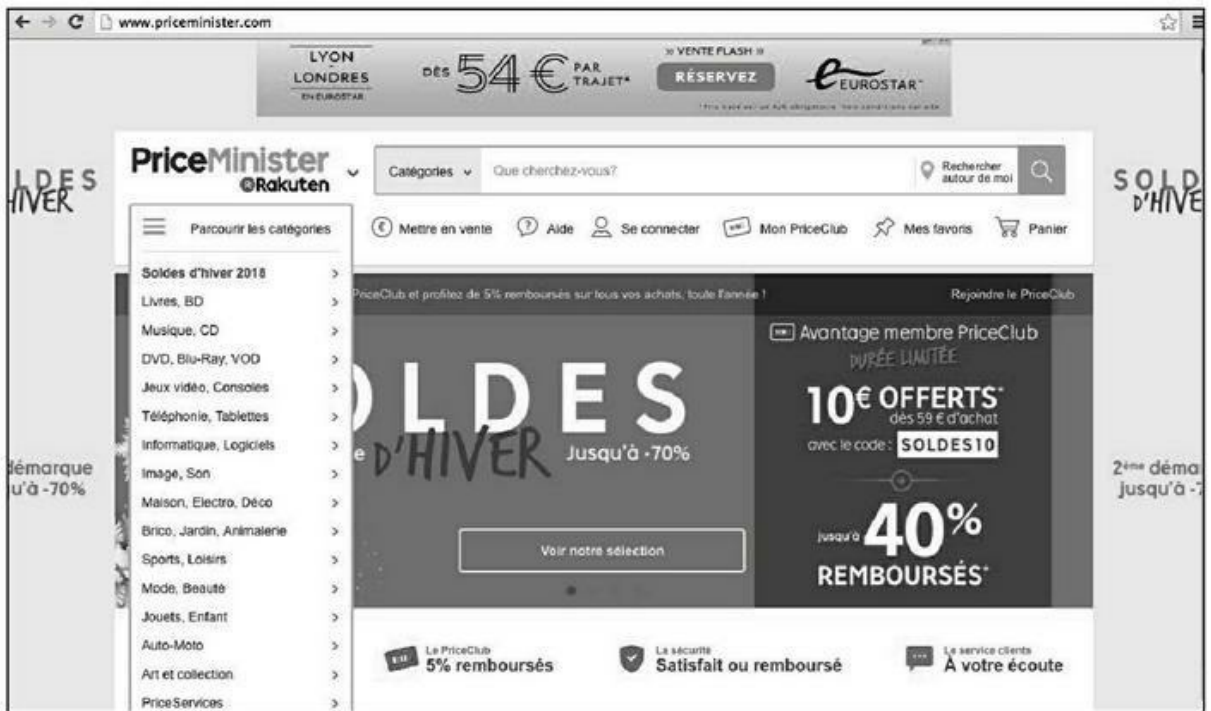 www.priceminister.com
LYON
LONDRES
EN EUROSTAR
DÈS 54 € PAR TRAJET*
» VENTE FLASH »
RÉSERVEZ
EUROSTAR™
PriceMinister
Rakuten
Catégories
Que cherchez-vous?
Rechercher
autour de moi
Parcourir les catégories
Mettre en vente
Aide
Se connecter
Mon PriceClub
Mes favoris
Panier
Soldes d'hiver 2018
Livres, BD
Musique, CD
DVD, Blu-Ray, VOD
Jeux vidéo, Consoles
Téléphonie, Tablettes
Informatique, Logiciels
Image, Son
Maison, Electro, Déco
Brico, Jardin, Animalerie
Sports, Loisirs
Mode, Beauté
Jouets, Enfant
Auto-Moto
Art et collection
PriceServices
PriceClub et profitez de 5% remboursés sur tous vos achats, toute l'année !
Rejoindre le PriceClub
OLDES
D'HIVER
Jusqu'à -70%
Voir notre sélection
Avantage membre PriceClub
DURÉE LIMITÉE
10€ OFFERTS*
dès 59 € d'achat
avec le code : SOLDES10
jusqu'à 40%
REMBOURSÉS*
LDES
HIVER
démarque
u'à -70%
SOLD
D'HIVE
2ème déma
jusqu'à -7
Le PriceClub
5% remboursés
La sécurité
Satisfait ou remboursé
Le service clients
À votre écoute